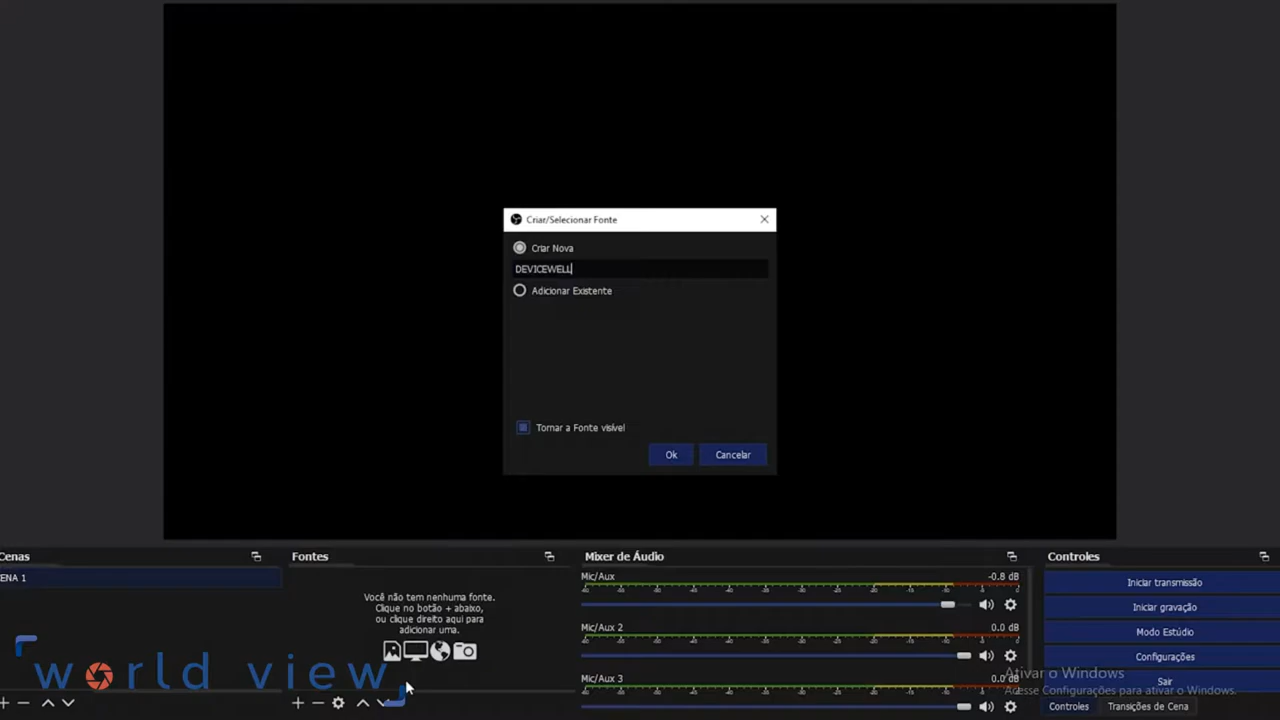 Criar/Selecionar Fonte
Criar Nova
DEVICEWELL
Adicionar Existente
Tornar a Fonte visível
Ok
Cancelar
Cenas
ENA 1
Fontes
Você não tem nenhuma fonte.
Clique no botão + abaixo,
ou clique direito aqui para
adicionar uma.
Mixer de Áudio
Mic/Aux
-0.8 dB
Mic/Aux 2
0.0 dB
Mic/Aux 3
0.0 dB
Controles
Iniciar transmissão
Iniciar gravação
Modo Estúdio
Configurações
Sair
Ativar o Windows
Acesse Configurações para ativar o Windows.
Controles
Transições de Cena
world view